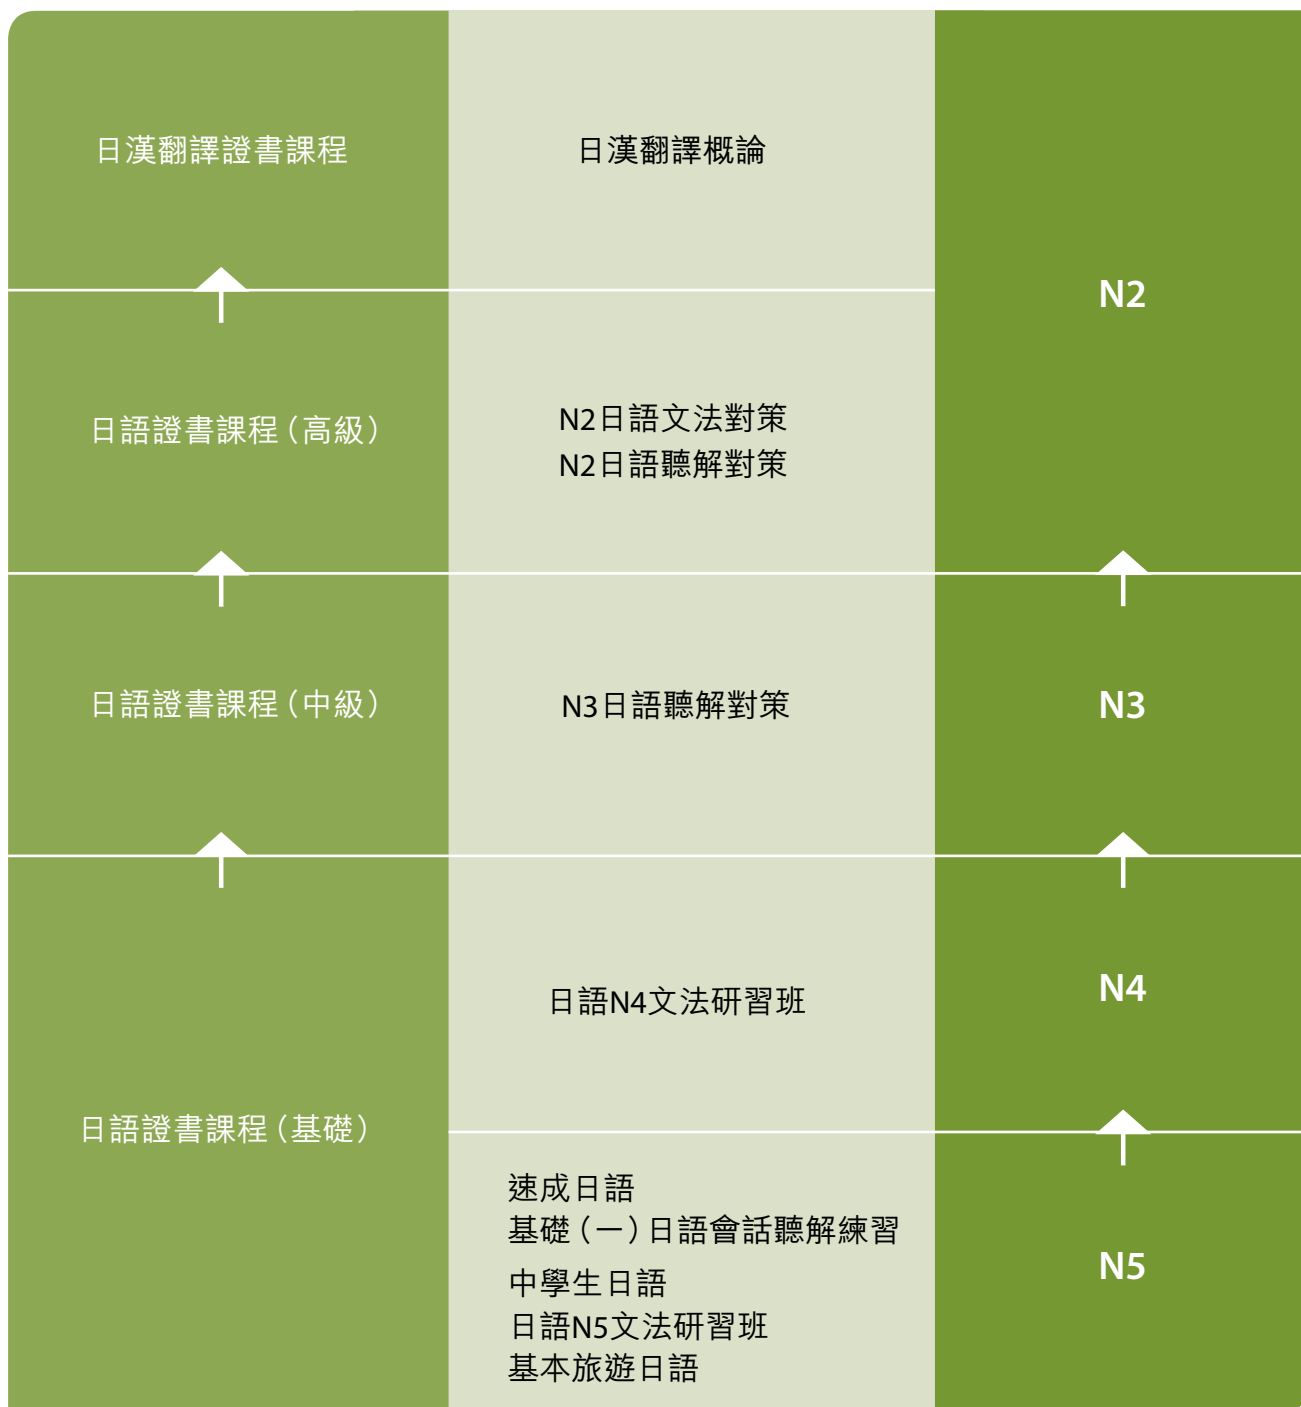 日漢翻譯證書課程
日漢翻譯概論
N2
日語證書課程（高級）
N2日語文法對策
N2日語聽解對策
日語證書課程（中級）
N3日語聽解對策
N3
日語N4文法研習班
N4
日語證書課程（基礎）
速成日語
基礎（一）日語會話聽解練習
中學生日語
日語N5文法研習班
基本旅遊日語
N5